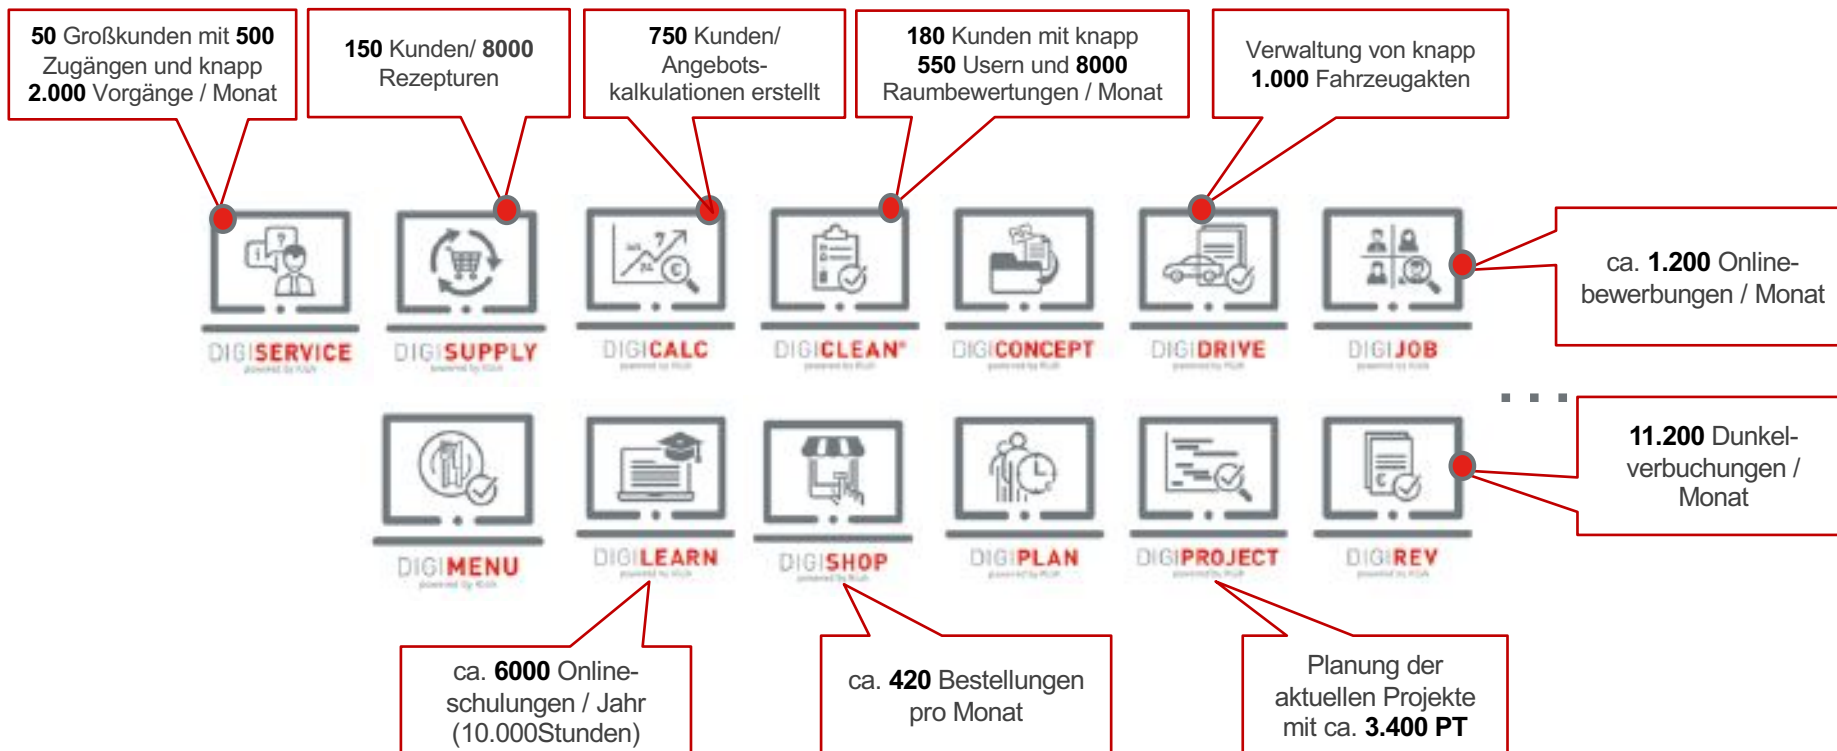 50 Großkunden mit 500
Zugängen und knapp
2.000 Vorgänge / Monat
150 Kunden/ 8000
Rezepturen
750 Kunden/
Angebots-
kalkulationen erstellt
180 Kunden mit knapp
550 Usern und 8000
Raumbewertungen / Monat
Verwaltung von knapp
1.000 Fahrzeugakten
ca. 1.200 Online-
bewerbungen / Monat
DIGISERVICE
DIGISUPPLY
DIGICALC
DIGICLEAN®
DIGICONCEPT
DIGIDRIVE
DIGIJOB
...
11.200 Dunkel-
verbuchungen /
Monat
DIGIMENU
DIGILEARN
DIGISHOP
DIGIPLAN
DIGIPROJECT
DIGIREV
ca. 6000 Online-
schulungen / Jahr
(10.000Stunden)
ca. 420 Bestellungen
pro Monat
Planung der
aktuellen Projekte
mit ca. 3.400 PT